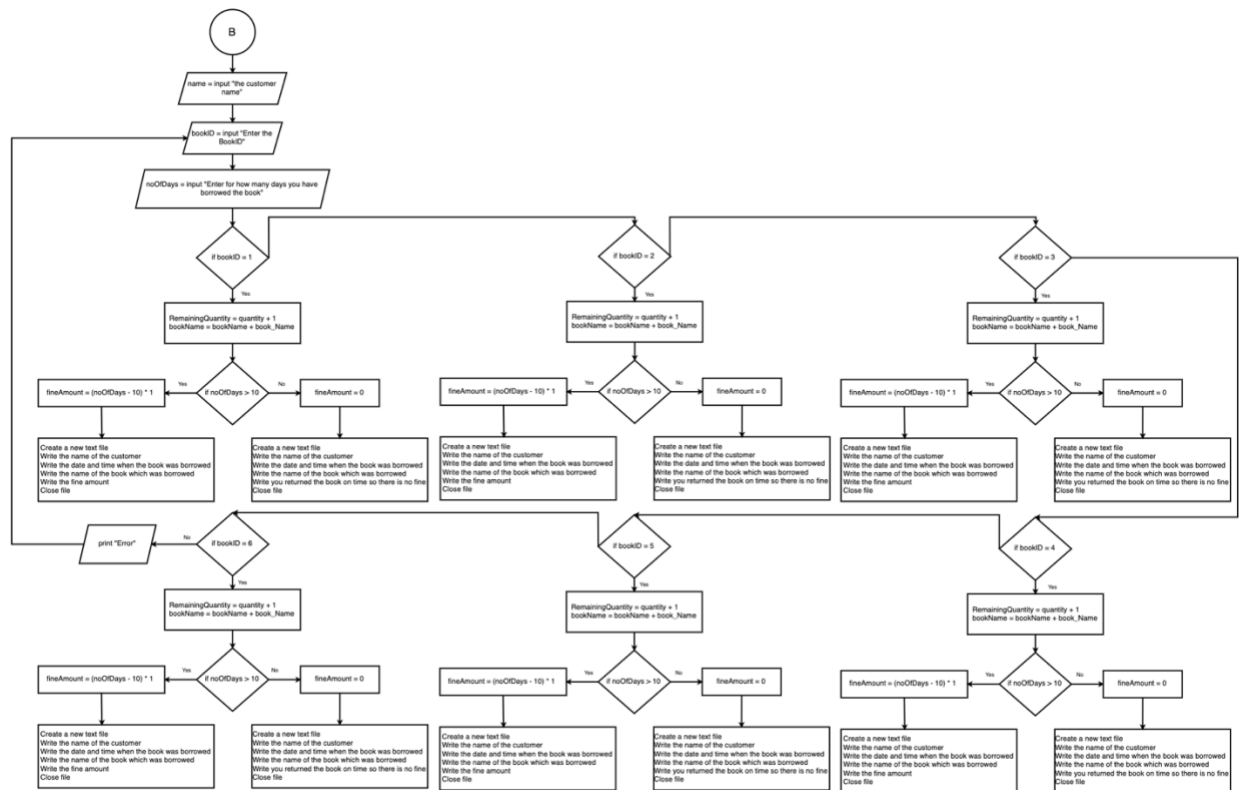 B
name = input "the customer
name"
bookID = input "Enter the
BookID"
noOfDays = input "Enter for how many days you have
borrowed the book"
if bookID = 1
if bookID = 2
if bookID = 3
Yes
Yes
Yes
RemainingQuantity = quantity + 1
bookName = bookName + book_Name
RemainingQuantity = quantity + 1
bookName = bookName + book_Name
RemainingQuantity = quantity + 1
bookName = bookName + book_Name
fineAmount = (noOfDays - 10) * 1
Yes
if noOfDays > 10
No
fineAmount = 0
fineAmount = (noOfDays - 10) * 1
Yes
if noOfDays > 10
No
fineAmount = 0
fineAmount = (noOfDays - 10) * 1
Yes
if noOfDays > 10
No
fineAmount = 0
Create a new text file
Write the name of the customer
Write the date and time when the book was borrowed
Write the name of the book which was borrowed
Write the fine amount
Close file
Create a new text file
Write the name of the customer
Write the date and time when the book was borrowed
Write the name of the book which was borrowed
Write you returned the book on time so there is no fine
Close file
Create a new text file
Write the name of the customer
Write the date and time when the book was borrowed
Write the name of the book which was borrowed
Write the fine amount
Close file
Create a new text file
Write the name of the customer
Write the date and time when the book was borrowed
Write the name of the book which was borrowed
Write you returned the book on time so there is no fine
Close file
Create a new text file
Write the name of the customer
Write the date and time when the book was borrowed
Write the name of the book which was borrowed
Write the fine amount
Close file
Create a new text file
Write the name of the customer
Write the date and time when the book was borrowed
Write the name of the book which was borrowed
Write you returned the book on time so there is no fine
Close file
print "Error"
No
if bookID = 6
if bookID = 5
if bookID = 4
Yes
Yes
Yes
RemainingQuantity = quantity + 1
bookName = bookName + book_Name
RemainingQuantity = quantity + 1
bookName = bookName + book_Name
RemainingQuantity = quantity + 1
bookName = bookName + book_Name
fineAmount = (noOfDays - 10) * 1
Yes
if noOfDays > 10
No
fineAmount = 0
fineAmount = (noOfDays - 10) * 1
Yes
if noOfDays > 10
No
fineAmount = 0
fineAmount = (noOfDays - 10) * 1
Yes
if noOfDays > 10
No
fineAmount = 0
Create a new text file
Write the name of the customer
Write the date and time when the book was borrowed
Write the name of the book which was borrowed
Write the fine amount
Close file
Create a new text file
Write the name of the customer
Write the date and time when the book was borrowed
Write the name of the book which was borrowed
Write you returned the book on time so there is no fine
Close file
Create a new text file
Write the name of the customer
Write the date and time when the book was borrowed
Write the name of the book which was borrowed
Write the fine amount
Close file
Create a new text file
Write the name of the customer
Write the date and time when the book was borrowed
Write the name of the book which was borrowed
Write you returned the book on time so there is no fine
Close file
Create a new text file
Write the name of the customer
Write the date and time when the book was borrowed
Write the name of the book which was borrowed
Write the fine amount
Close file
Create a new text file
Write the name of the customer
Write the date and time when the book was borrowed
Write the name of the book which was borrowed
Write you returned the book on time so there is no fine
Close file